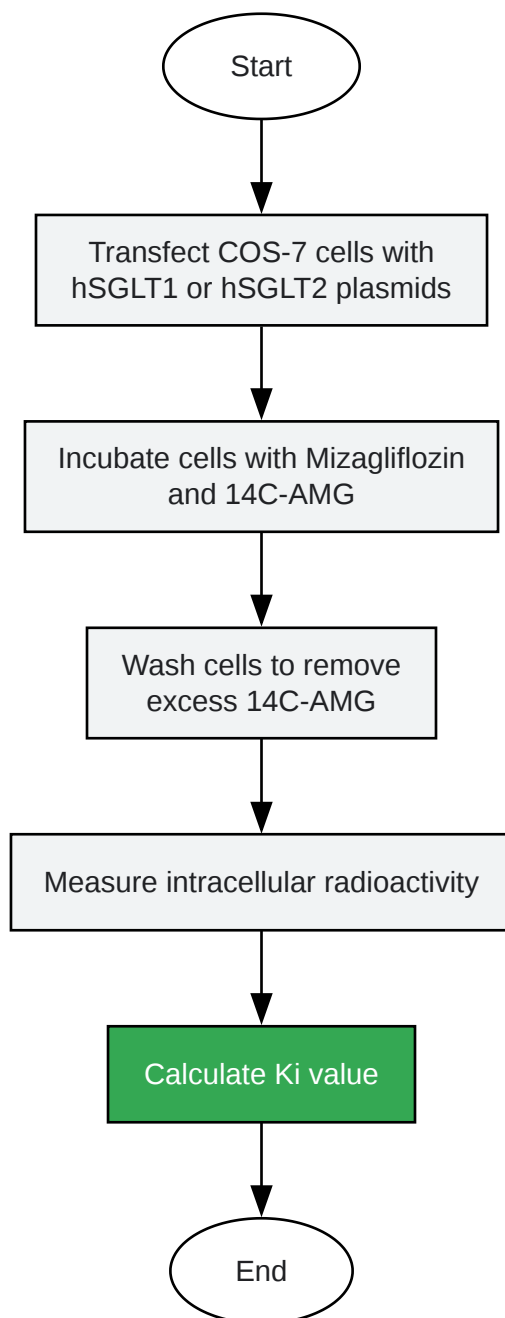 Start
Transfect COS-7 cells with
hSGLT1 or hSGLT2 plasmids
Incubate cells with Mizagliflozin
and 14C-AMG
Wash cells to remove
excess 14C-AMG
Measure intracellular radioactivity
Calculate Ki value
End